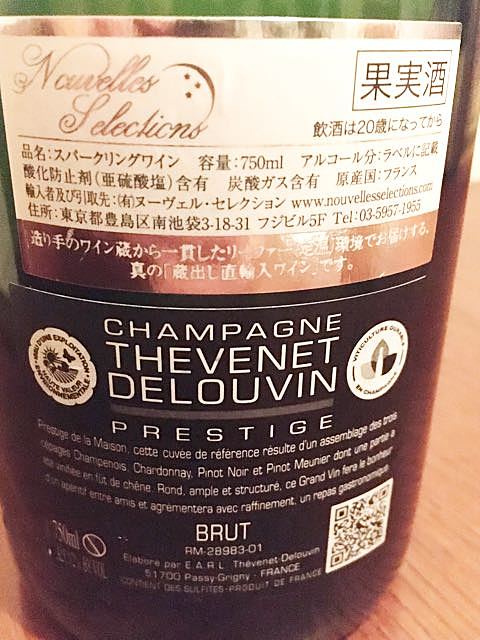 Nouvelles
Selections
果実酒
飲酒は20歳になってから
品名:スパークリングワイン 容量:750ml アルコール分:ラベルに記載
酸化防止剤(亜硫酸塩)含有 炭酸ガス含有 原産国:フランス
輸入者及び引取先:(有)ヌーヴェル・セレクション www.nouvellesselections.com
住所:東京都豊島区南池袋3-18-31 フジビル5F Tel:03-5957-1955
造り手のワイン蔵から一貫したリーファー(定温)環境でお届けする、
真の「蔵出し直輸入ワイン」です。
CHAMPAGNE
THEVENET
DELOUVIN
PRESTIGE
HAUTE VALEUR
ENVIRONNEMENTALE
D'UNE EXPLOITATION
VITICULTURE DURABLE
EN CHAMPAGNE
Prestige de la Maison, cette cuvée de référence résulte d'un assemblage des trois
cépages Champenois, Chardonnay, Pinot Noir et Pinot Meunier dont une partie a
été vinifiée en fût de chêne. Rond, ample et structuré, ce Grand Vin fera le bonheur
d'un apéritif entre amis et agrémentera avec raffinement, un repas gastronomique.
750ml
BRUT
RM-28983-01
Elaboré par E.A.R.L. Thévenet-Delouvin
51700 Passy-Grigny - FRANCE
CONTIENT DES SULFITES - PRODUIT DE FRANCE